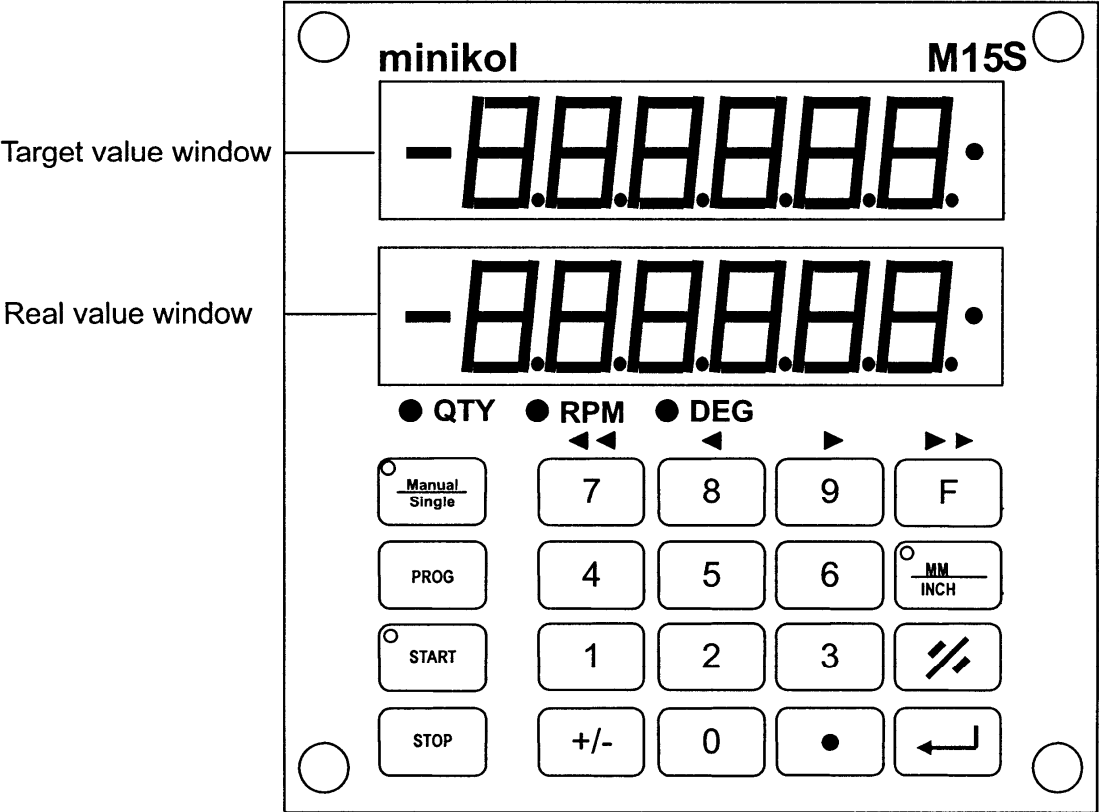 minikol M15S
Target value window
Real value window
QTY RPM DEG
Manual
Single
7 8 9 F
PROG 4 5 6 MM
INCH
START 1 2 3
STOP +/- 0